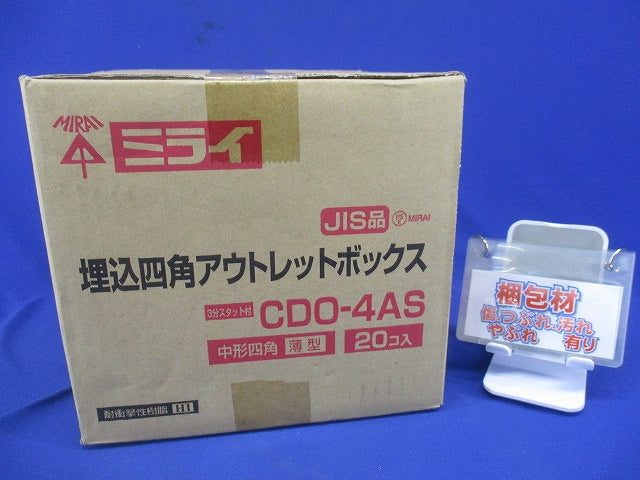 MIRAI
ミライ
JIS品 PS E MIRAI
埋込四角アウトレットボックス
3分スタット付 CDO-4AS
中形四角 薄型 20コ入
耐衝撃性樹脂 HI
梱包材
傷つぶれ、汚れ
やぶれ 有り